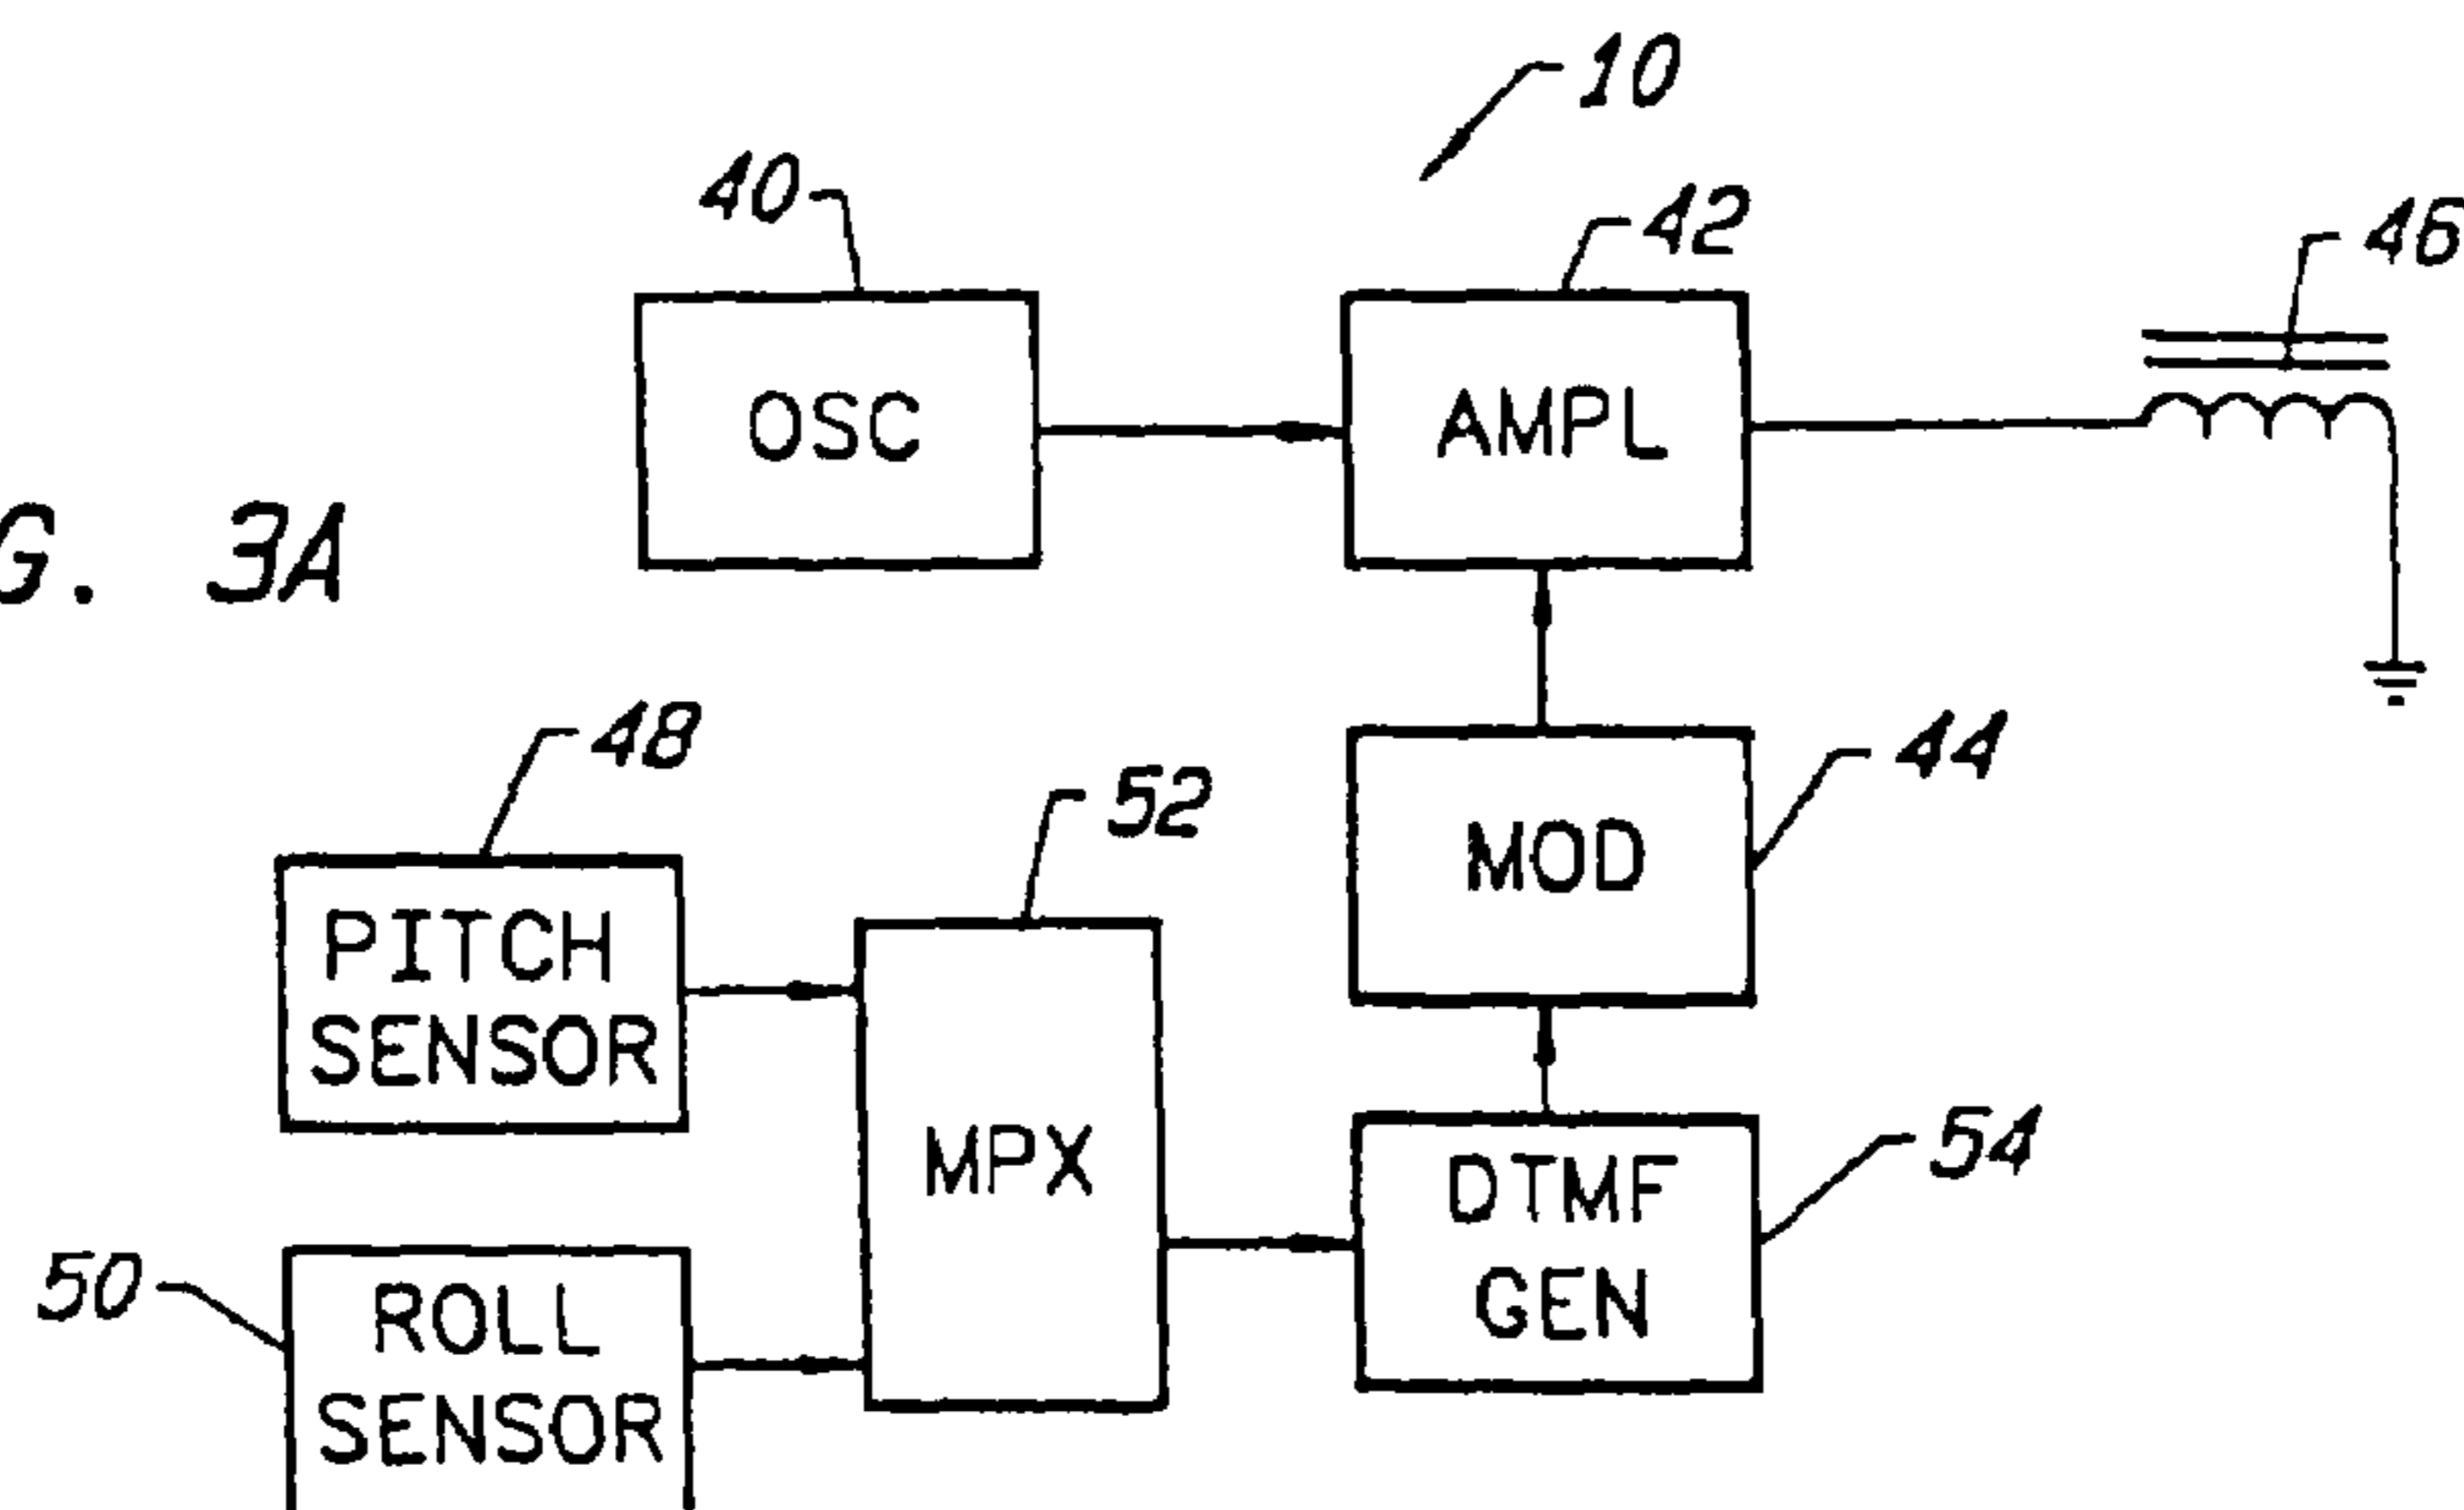 10
40
42
46
OSC
AMPL
G. 3A
48
52
44
PITCH
SENSOR
MOD
MPX
DTMF
GEN
54
50
ROLL
SENSOR